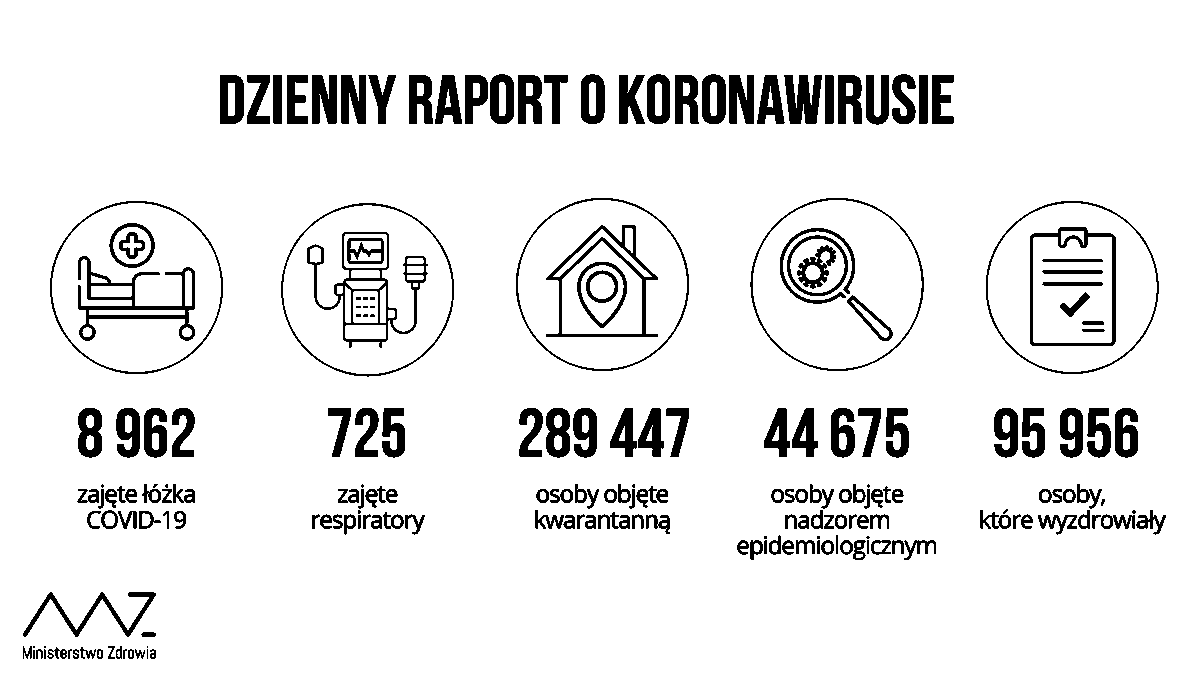 DZIENNY RAPORT O KORONAWIRUSIE
8 962
zajęte łóżka
COVID-19
725
zajęte
respiratory
289 447
osoby objęte
kwarantanną
44 675
osoby objęte
nadzorem
epidemiologicznym
95 956
osoby,
które wyzdrowiały
MZ
Ministerstwo Zdrowia